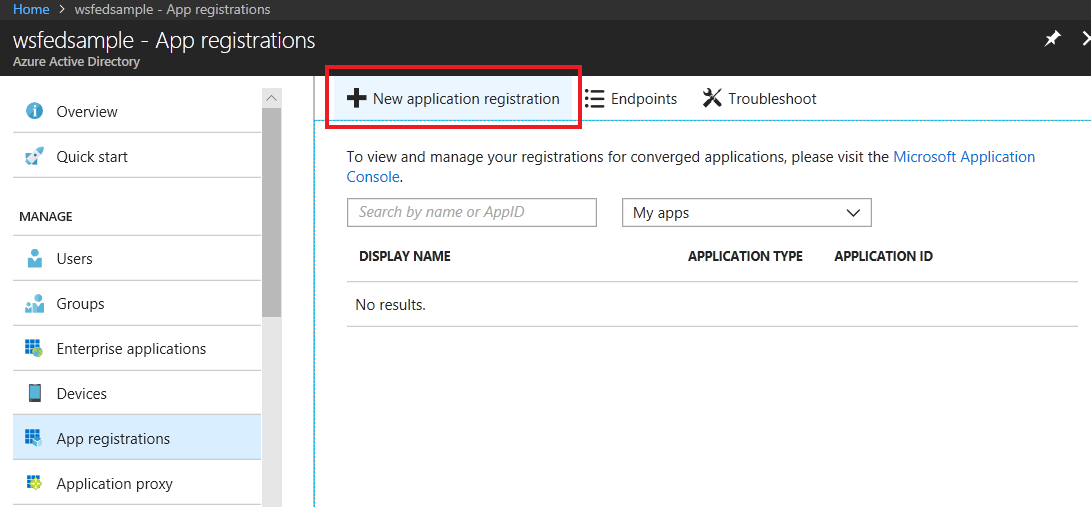 Home > wsfedsample - App registrations
wsfedsample - App registrations
Azure Active Directory
Overview
Quick start
MANAGE
Users
Groups
Enterprise applications
Devices
App registrations
Application proxy
New application registration
Endpoints
Troubleshoot
To view and manage your registrations for converged applications, please visit the Microsoft Application
Console.
Search by name or AppID
My apps
DISPLAY NAME
APPLICATION TYPE
APPLICATION ID
No results.